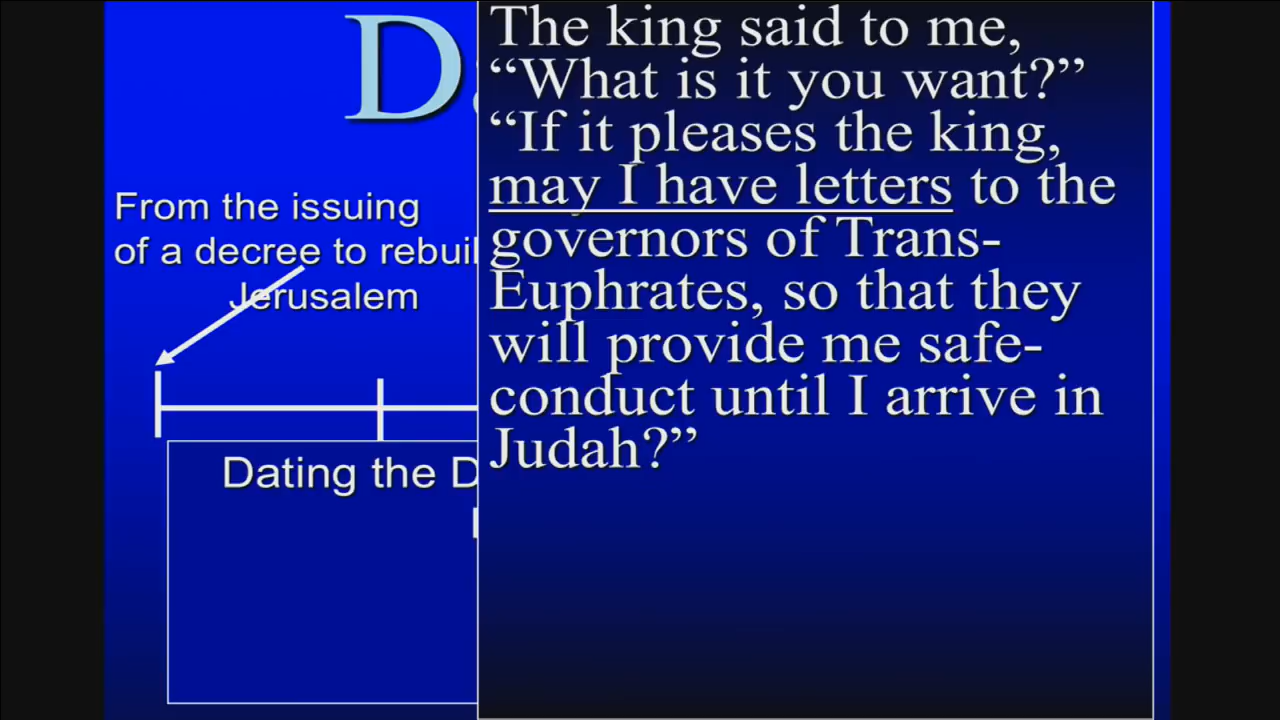 From the issuing
of a decree to
Jerusalem
Dating the
The king said to me,
“What is it you want?”
“If it pleases the king,
may I have letters to the
governors of Trans-
Euphrates, so that they
will provide me safe-
conduct until I arrive in
Judah?”